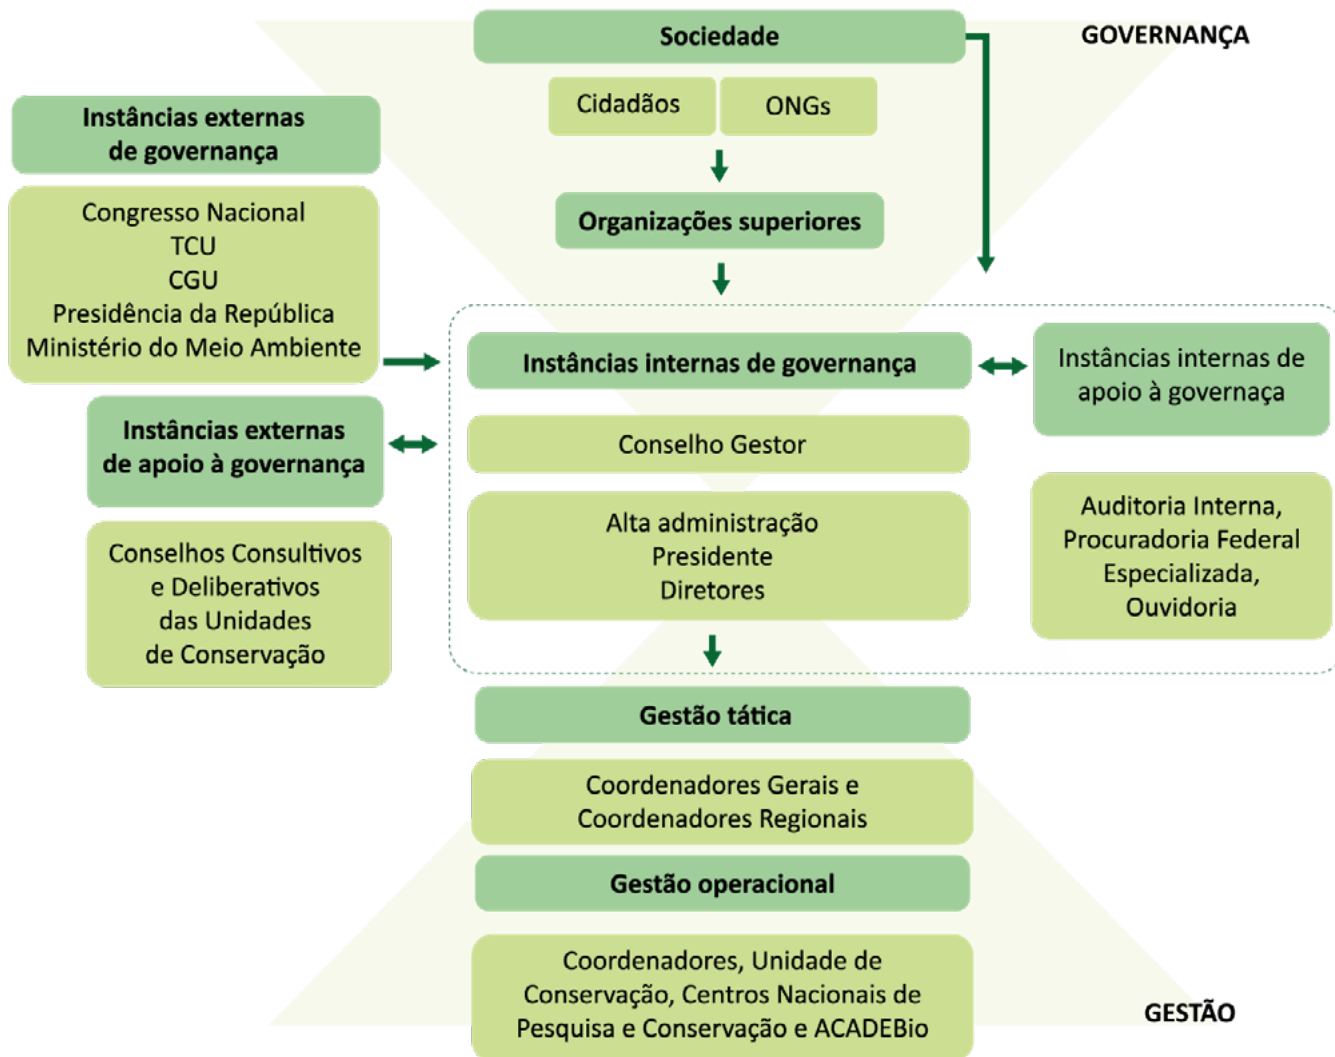 Sociedade
GOVERNANÇA
Cidadãos
ONGs
Instâncias externas
de governança
Congresso Nacional
TCU
CGU
Presidência da República
Ministério do Meio Ambiente
Organizações superiores
Instâncias internas de governança
Instâncias internas de
apoio à governaça
Instâncias externas
de apoio à governança
Conselho Gestor
Alta administração
Presidente
Diretores
Auditoria Interna,
Procuradoria Federal
Especializada,
Ouvidoria
Conselhos Consultivos
e Deliberativos
das Unidades
de Conservação
Gestão tática
Coordenadores Gerais e
Coordenadores Regionais
Gestão operacional
Coordenadores, Unidade de
Conservação, Centros Nacionais de
Pesquisa e Conservação e ACADEBio
GESTÃO